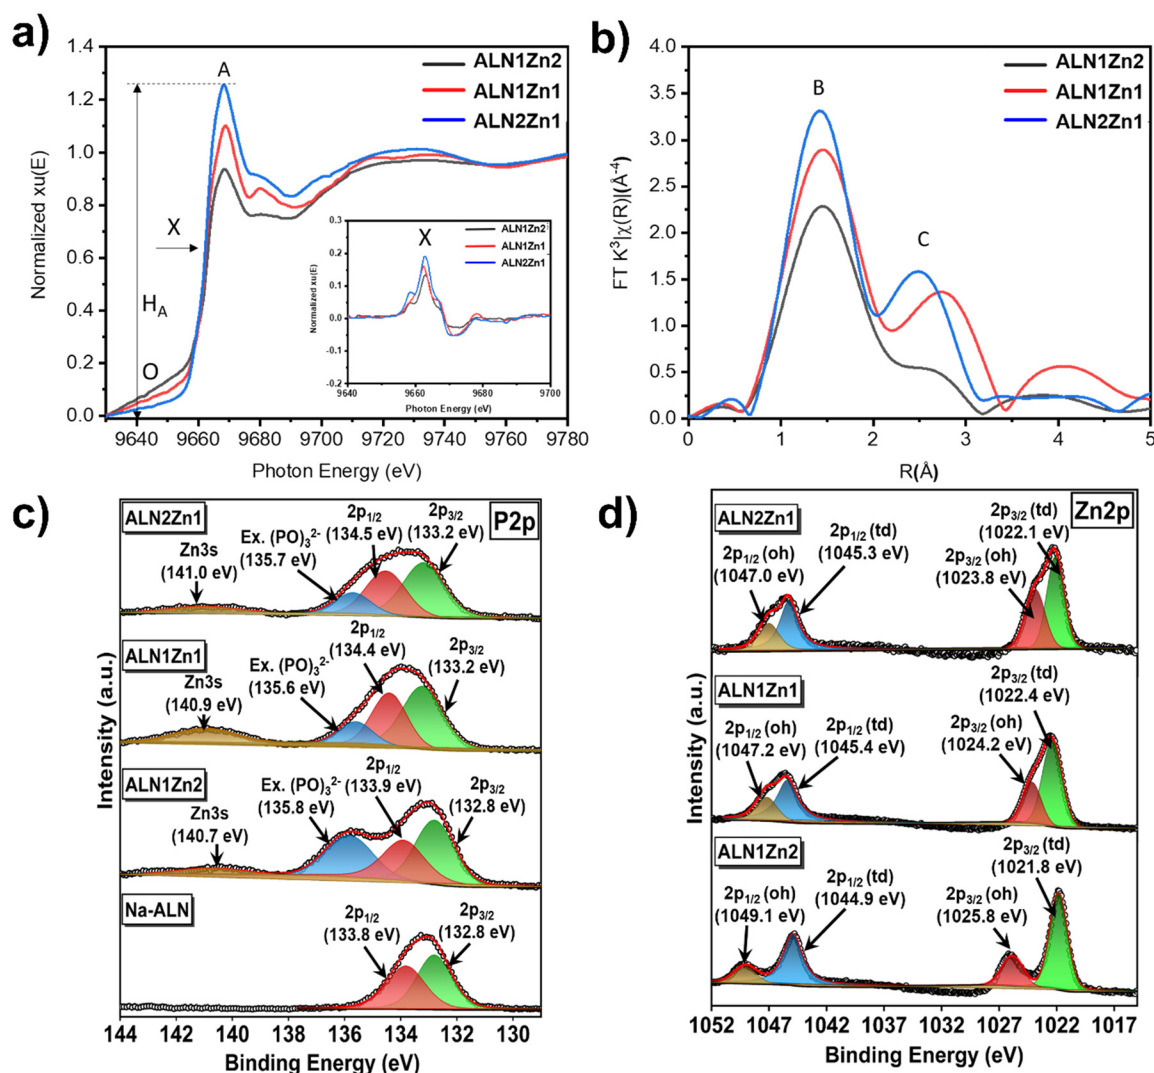 a)
A
ALN1Zn2
ALN1Zn1
ALN2Zn1
X
H_A
O
Normalized xu(E)
1.4
1.2
1.0
0.8
0.6
0.4
0.2
0.0
9640 9660 9680 9700 9720 9740 9760 9780
Photon Energy (eV)
X
ALN1Zn2
ALN1Zn1
ALN2Zn1
Normalized xu(E)
0.3
0.2
0.1
0.0
-0.1
-0.2
9640 9660 9680 9700
Photon Energy (eV)
b)
B
C
ALN1Zn2
ALN1Zn1
ALN2Zn1
FT K³|χ(R)|(Å⁻⁴)
4.0
3.5
3.0
2.5
2.0
1.5
1.0
0.5
0.0
0 1 2 3 4 5
R(Å)
c)
P2p
ALN2Zn1
Zn3s
(141.0 eV)
Ex. (PO)₃²⁻
(135.7 eV)
2p₁/₂
(134.5 eV)
2p₃/₂
(133.2 eV)
ALN1Zn1
Zn3s
(140.9 eV)
Ex. (PO)₃²⁻
(135.6 eV)
2p₁/₂
(134.4 eV)
2p₃/₂
(133.2 eV)
ALN1Zn2
Zn3s
(140.7 eV)
Ex. (PO)₃²⁻
(135.8 eV)
2p₁/₂
(133.9 eV)
2p₃/₂
(132.8 eV)
Na-ALN
2p₁/₂
(133.8 eV)
2p₃/₂
(132.8 eV)
Intensity (a.u.)
144 142 140 138 136 134 132 130
Binding Energy (eV)
d)
Zn2p
ALN2Zn1
2p₁/₂ (oh)
(1047.0 eV)
2p₁/₂ (td)
(1045.3 eV)
2p₃/₂ (oh)
(1023.8 eV)
2p₃/₂ (td)
(1022.1 eV)
ALN1Zn1
2p₁/₂ (oh)
(1047.2 eV)
2p₁/₂ (td)
(1045.4 eV)
2p₃/₂ (oh)
(1024.2 eV)
2p₃/₂ (td)
(1022.4 eV)
ALN1Zn2
2p₁/₂ (oh)
(1049.1 eV)
2p₁/₂ (td)
(1044.9 eV)
2p₃/₂ (oh)
(1025.8 eV)
2p₃/₂ (td)
(1021.8 eV)
Intensity (a.u.)
1052 1047 1042 1037 1032 1027 1022 1017
Binding Energy (eV)